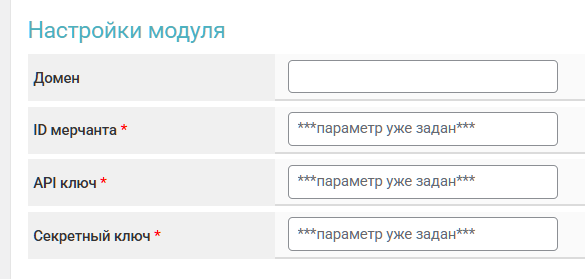 Настройки модуля
Домен
ID мерчанта * ***параметр уже задан***
API ключ * ***параметр уже задан***
Секретный ключ * ***параметр уже задан***